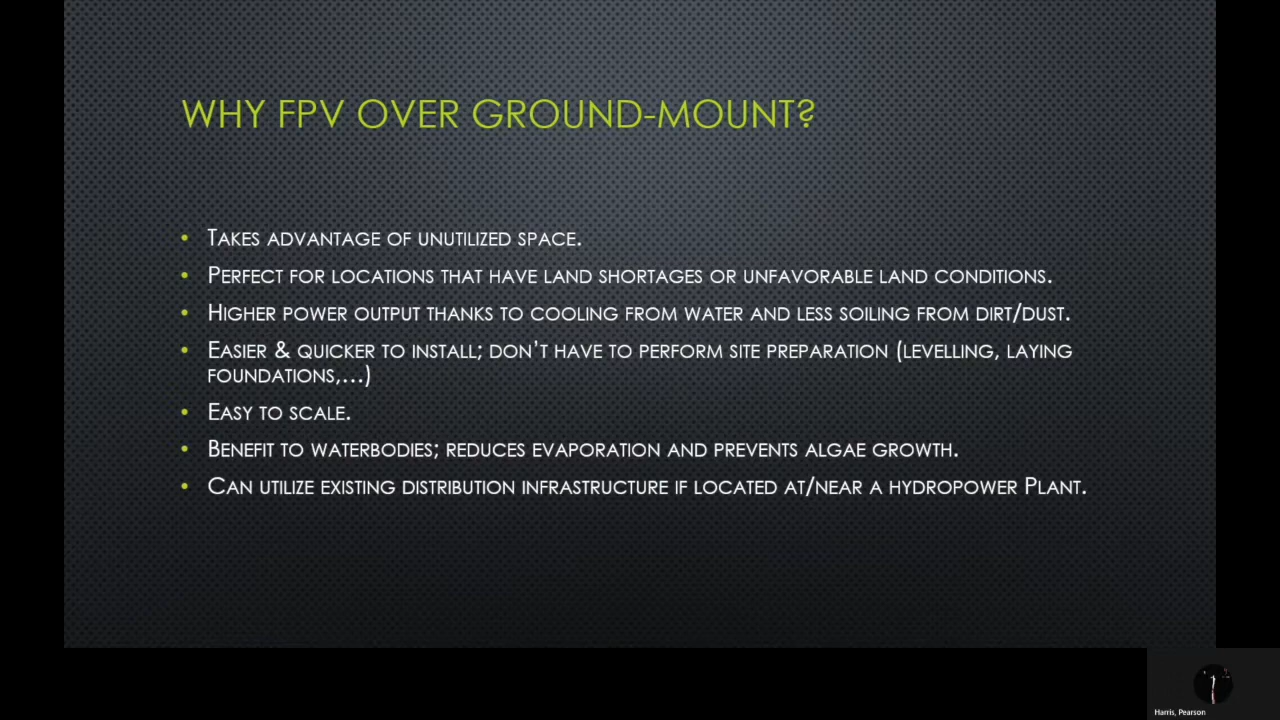 WHY FPV OVER GROUND-MOUNT?
• TAKES ADVANTAGE OF UNUTILIZED SPACE.
• PERFECT FOR LOCATIONS THAT HAVE LAND SHORTAGES OR UNFAVORABLE LAND CONDITIONS.
• HIGHER POWER OUTPUT THANKS TO COOLING FROM WATER AND LESS SOILING FROM DIRT/DUST.
• EASIER & QUICKER TO INSTALL; DON'T HAVE TO PERFORM SITE PREPARATION (LEVELLING, LAYING
FOUNDATIONS,...)
• EASY TO SCALE.
• BENEFIT TO WATERBODIES; REDUCES EVAPORATION AND PREVENTS ALGAE GROWTH.
• CAN UTILIZE EXISTING DISTRIBUTION INFRASTRUCTURE IF LOCATED AT/NEAR A HYDROPOWER PLANT.
Harris, Pearson